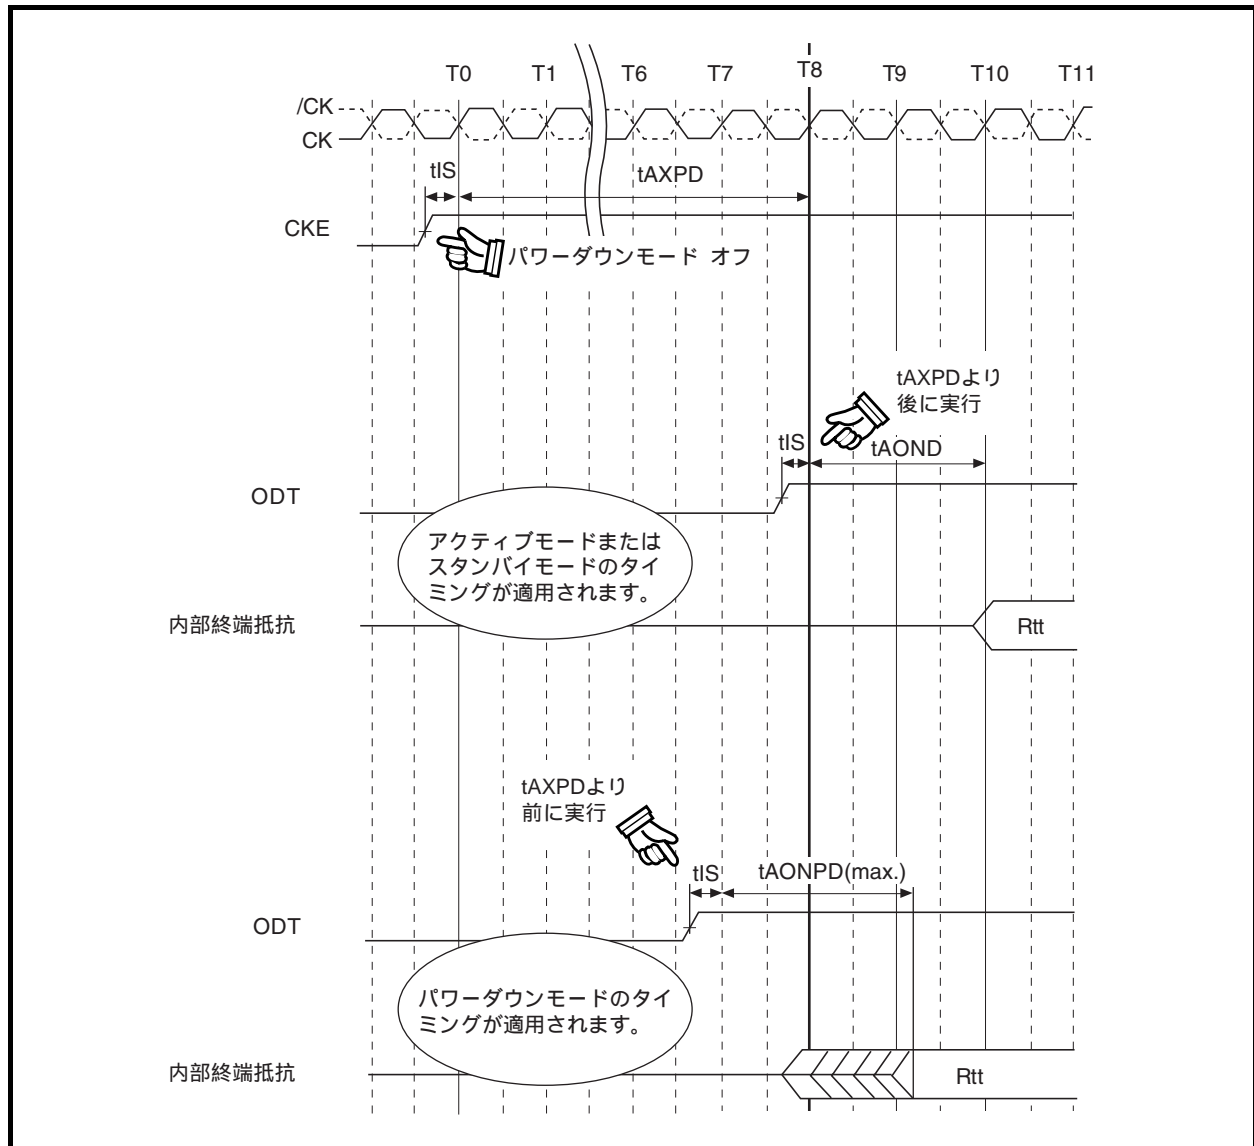 T0 T1 T6 T7 T8 T9 T10 T11
/CK
CK
tIS tAXPD
CKE
パワーダウンモード オフ
tAXPDより
後に実行
tIS tAOND
ODT
アクティブモードまたは
スタンバイモードのタイ
ミングが適用されます。
内部終端抵抗 Rtt
tAXPDより
前に実行
tIS tAONPD(max.)
ODT
パワーダウンモードのタイ
ミングが適用されます。
内部終端抵抗 Rtt